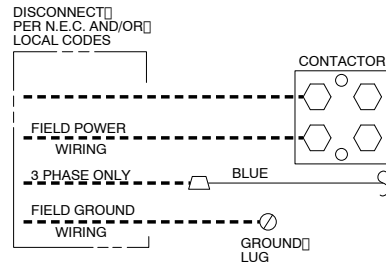 DISCONNECT
PER N.E.C. AND/OR
LOCAL CODES
CONTACTOR
FIELD POWER
WIRING
3 PHASE ONLY
BLUE
FIELD GROUND
WIRING
GROUND
LUG